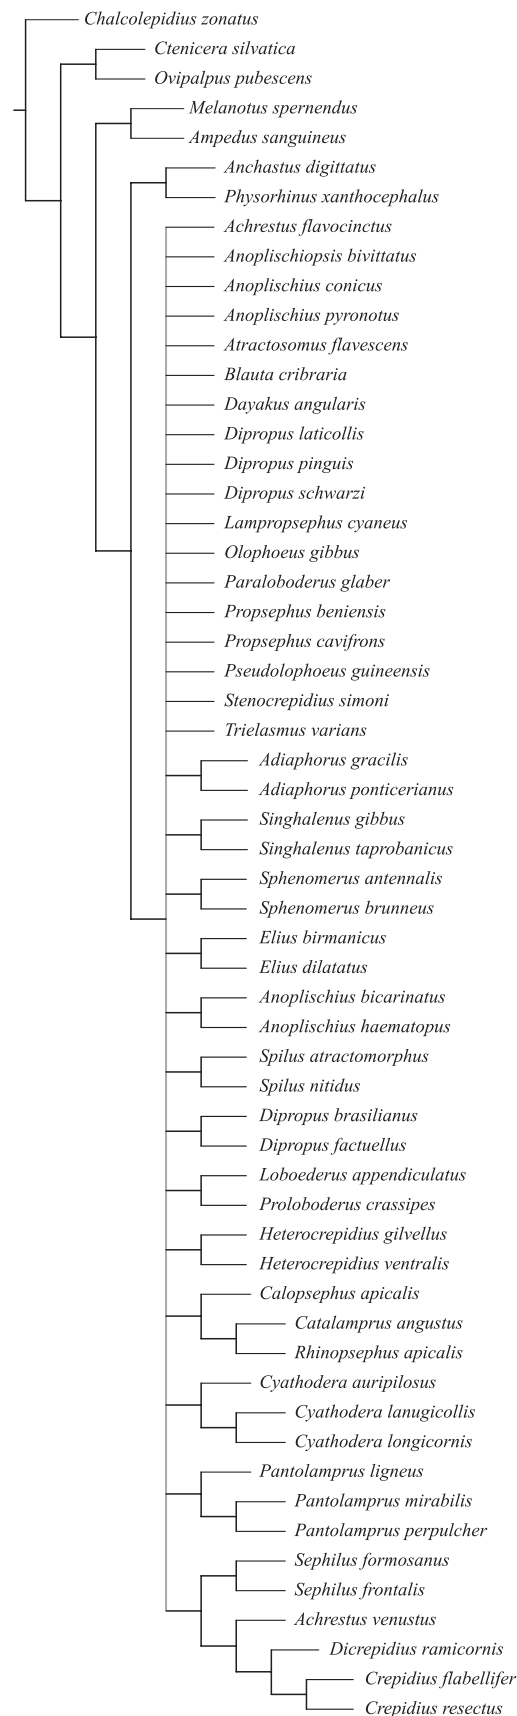 Chalcolepidius zonatus
Ctenicera silvatica
Ovipalpus pubescens
Melanotus spernendus
Ampedus sanguineus
Anchastus digittatus
Physorhinus xanthocephalus
Achrestus flavocinctus
Anoplischiopsis bivittatus
Anoplischius conicus
Anoplischius pyronotus
Atractosomus flavescens
Blauta cribraria
Dayakus angularis
Dipropus laticollis
Dipropus pinguis
Dipropus schwarzi
Lampropsephus cyaneus
Olophoeus gibbus
Paraloboderus glaber
Propsephus beniensis
Propsephus cavifrons
Pseudolophoeus guineensis
Stenocrepidius simoni
Trielasmus varians
Adiaphorus gracilis
Adiaphorus ponticerianus
Singhalenus gibbus
Singhalenus taprobanicus
Sphenomerus antennalis
Sphenomerus brunneus
Elius birmanicus
Elius dilatatus
Anoplischius bicarinatus
Anoplischius haematopus
Spilus atractomorphus
Spilus nitidus
Dipropus brasilianus
Dipropus factuellus
Loboederus appendiculatus
Proloboderus crassipes
Heterocrepidius gilvellus
Heterocrepidius ventralis
Calopsephus apicalis
Catalamprus angustus
Rhinopsephus apicalis
Cyathodera auripilosus
Cyathodera lanugicollis
Cyathodera longicornis
Pantolamprus ligneus
Pantolamprus mirabilis
Pantolamprus perpulcher
Sephilus formosanus
Sephilus frontalis
Achrestus venustus
Dicrepidius ramicornis
Crepidius flabellifer
Crepidius resectus